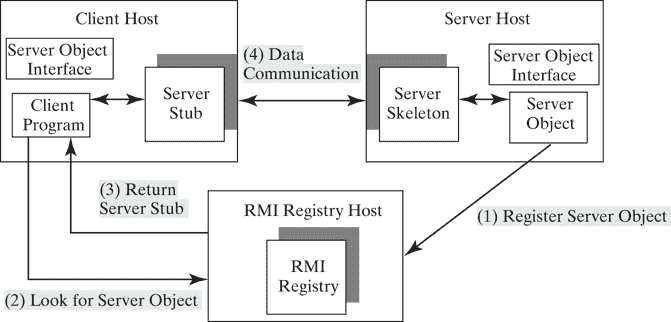 Client Host
Server Object
Interface
Client
Program
Server
Stub
(4) Data
Communication
Server Host
Server Object
Interface
Server
Skeleton
Server
Object
(3) Return
Server Stub
RMI Registry Host
RMI
Registry
(1) Register Server Object
(2) Look for Server Object